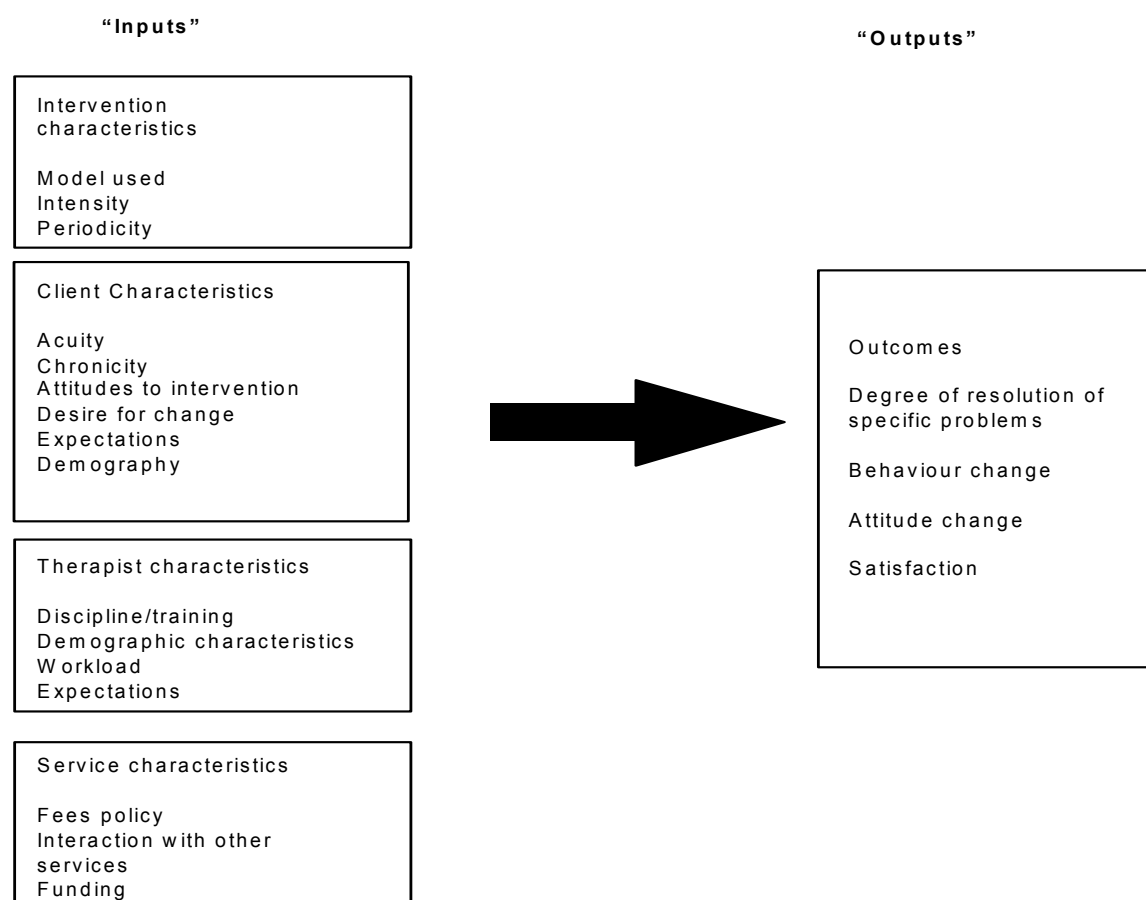 “Inputs”
“Outputs”
Intervention
characteristics
Model used
Intensity
Periodicity
Client Characteristics
Acuity
Chronicity
Attitudes to intervention
Desire for change
Expectations
Demography
Therapist characteristics
Discipline/training
Demographic characteristics
Workload
Expectations
Service characteristics
Fees policy
Interaction with other
services
Funding
Outcomes
Degree of resolution of
specific problems
Behaviour change
Attitude change
Satisfaction